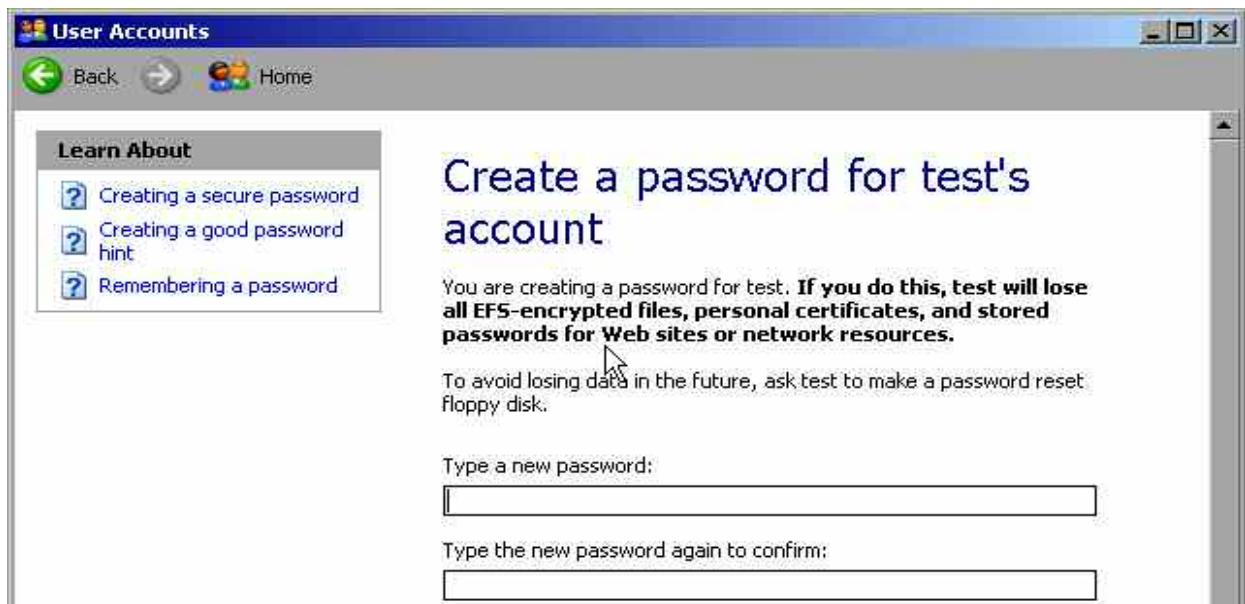 User Accounts
Back
Home
Learn About
Creating a secure password
Creating a good password
hint
Remembering a password
Create a password for test's
account
You are creating a password for test. If you do this, test will lose
all EFS-encrypted files, personal certificates, and stored
passwords for Web sites or network resources.
To avoid losing data in the future, ask test to make a password reset
floppy disk.
Type a new password:
Type the new password again to confirm: